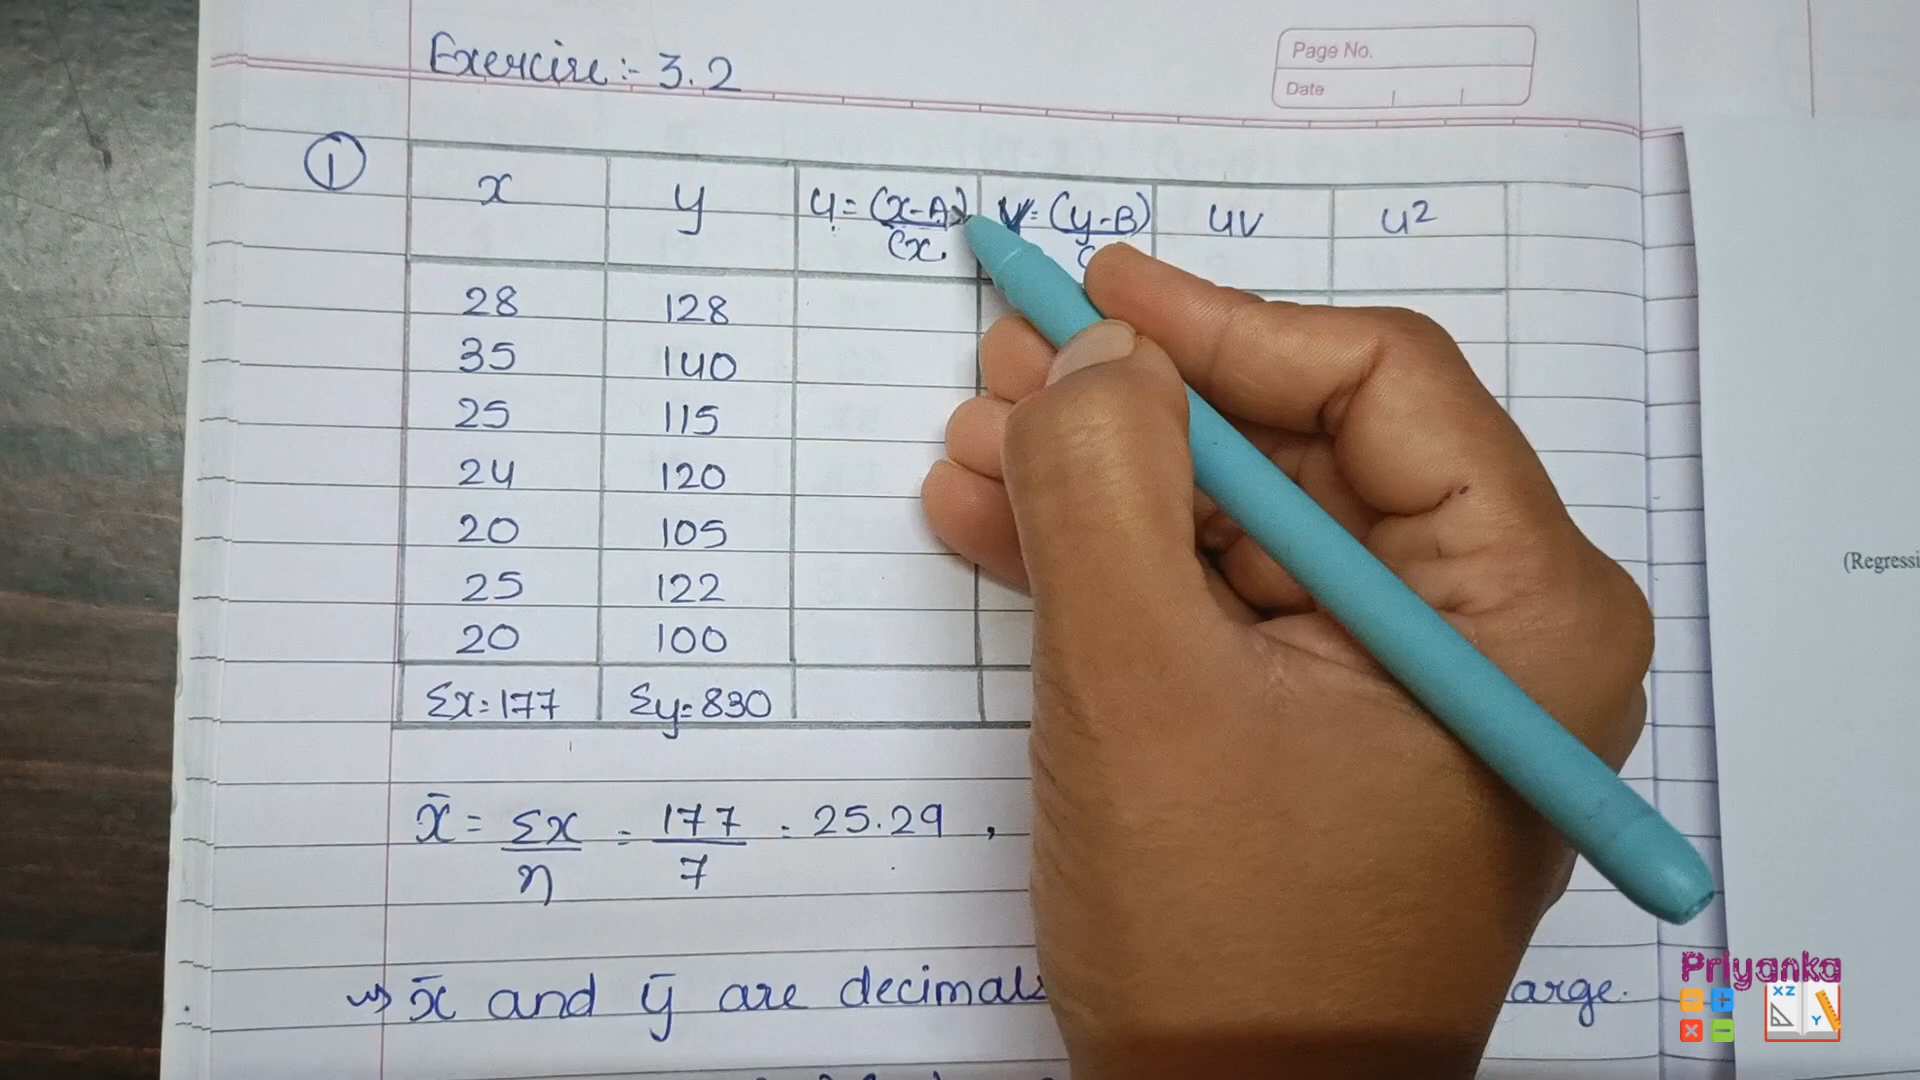 Exercise:- 3.2
Page No.
Date
1
x y u = (x-A) v = (y-B) uv u²
Cx
28 128
35 140
25 115
24 120
20 105
25 122
20 100
Σx=177 Σy=830
x̄ = Σx/n = 177/7 = 25.29 ,
x̄ and ȳ are decimals
(Regressi
Priyanka
XZ
Y